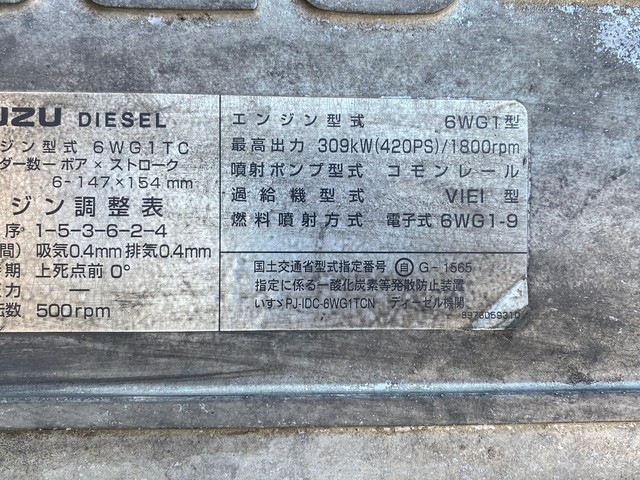 UZU DIESEL
ジン型式 6WG1TC
ダー数ーボア×ストローク
6-147×154mm
ジン調整表
序 1-5-3-6-2-4
間) 吸気0.4mm 排気0.4mm
期 上死点前 0°
力 —
転数 500rpm
エンジン型式 6WG1型
最高出力 309kW(420PS)/1800rpm
噴射ポンプ型式 コモンレール
過給機型式 VIEI 型
燃料噴射方式 電子式 6WG1-9
国土交通省型式指定番号 自 G-1565
指定に係る一酸化炭素等発散防止装置
いすゞPJ-IDC-6WG1TCN ディーゼル機関
8976069310